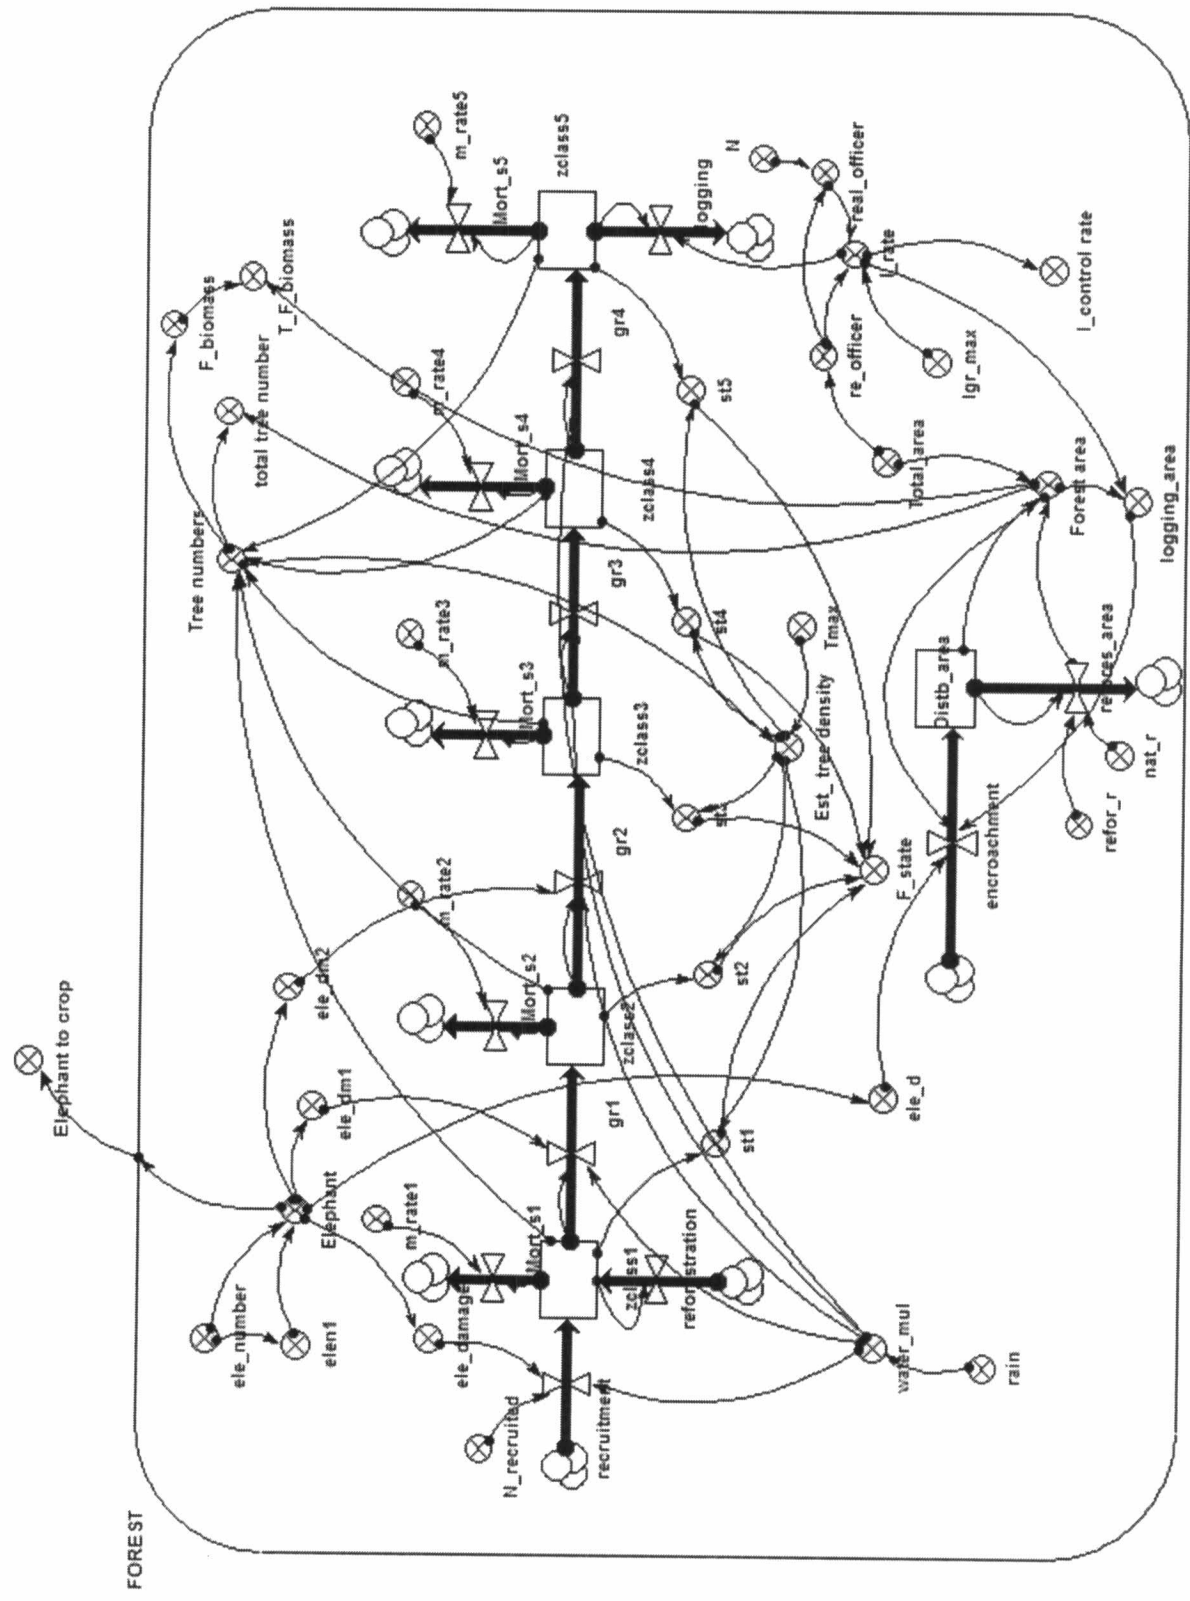 FOREST
Elephant to crop
ele_number
elen1
Elephant
ele_dm1
ele_dm2
Tree numbers
total tree number
F_biomass
T_F_biomass
N_recruited
ele_damage
m_rate1
m_rate2
m_rate3
m_rate4
m_rate5
recruitment
Mort_s1
Mort_s2
Mort_s3
Mort_s4
Mort_s5
zclass1
gr1
zclass2
gr2
zclass3
gr3
zclass4
gr4
zclass5
reforestration
logging
st1
st2
st4
st5
N
real_officer
l_rate
re_officer
lgr_max
l_control rate
Tmax
Est_tree density
F_state
Total_area
Forest area
logging_area
water_mul
rain
ele_d
encroachment
Distb_area
refores_area
refor_r
nat_r